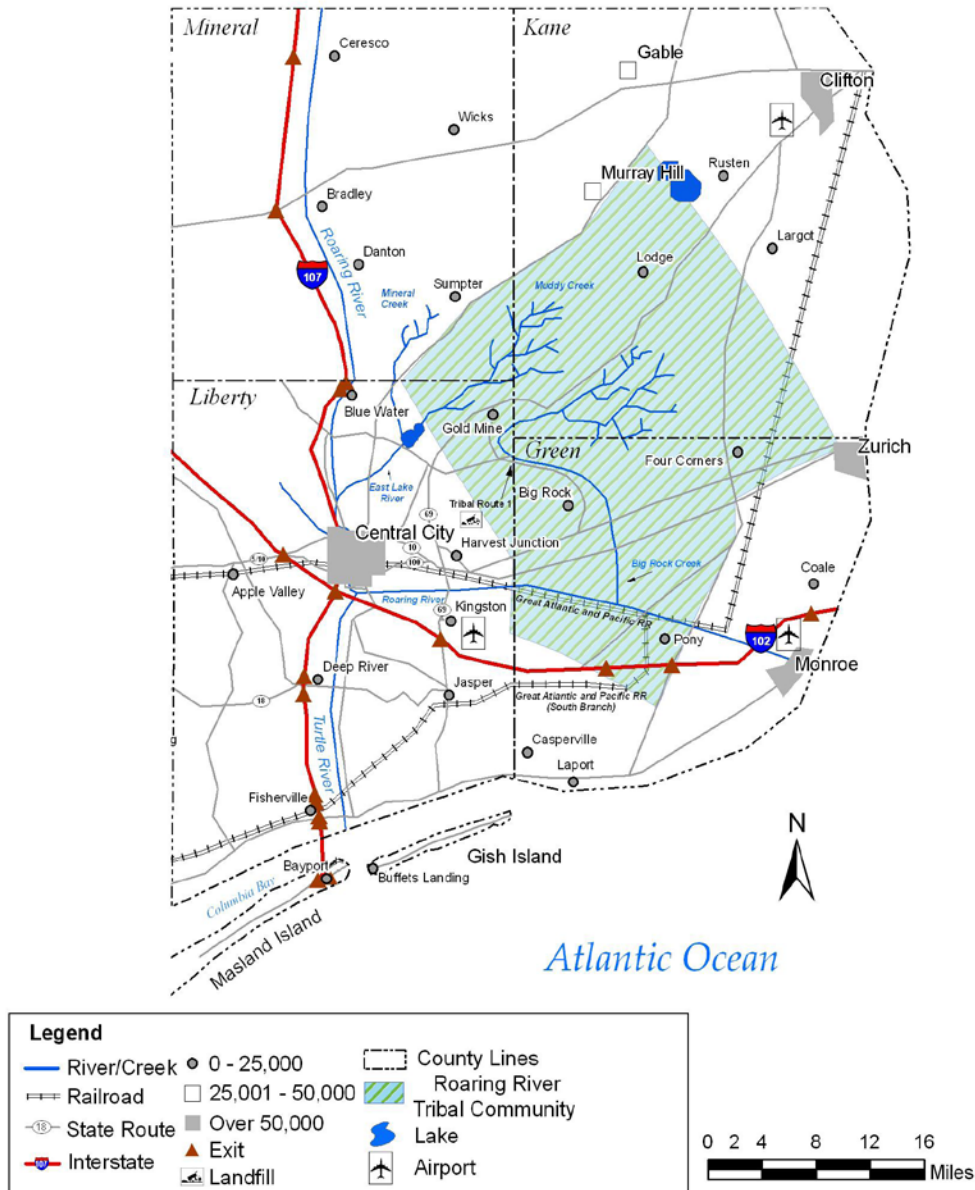 Mineral
Kane
Ceresco
Gable
Clifton
Wicks
Rusten
Murray Hill
Bradley
Roaring River
Largot
Danton
107
Lodge
Mineral
Creek
Sumpter
Muddy Creek
Liberty
Blue Water
Gold Mine
Green
Zurich
Four Corners
East Lake
River
69
Tribal Route 1
Big Rock
Central City
10
Harvest Junction
100
Big Rock Creek
Coale
Apple Valley
Roaring River
Kingston
69
Great Atlantic and Pacific RR
102
Pony
Monroe
Deep River
Jasper
18
Great Atlantic and Pacific RR
(South Branch)
Turtle River
g
Casperville
Laport
Fisherville
N
Gish Island
Bayport
Buffets Landing
Columbia Bay
Masland Island
Atlantic Ocean
Legend
River/Creek
Railroad
18
State Route
107
Interstate
0 - 25,000
25,001 - 50,000
Over 50,000
Exit
Landfill
County Lines
Roaring River
Tribal Community
Lake
Airport
0 2 4 8 12 16
Miles